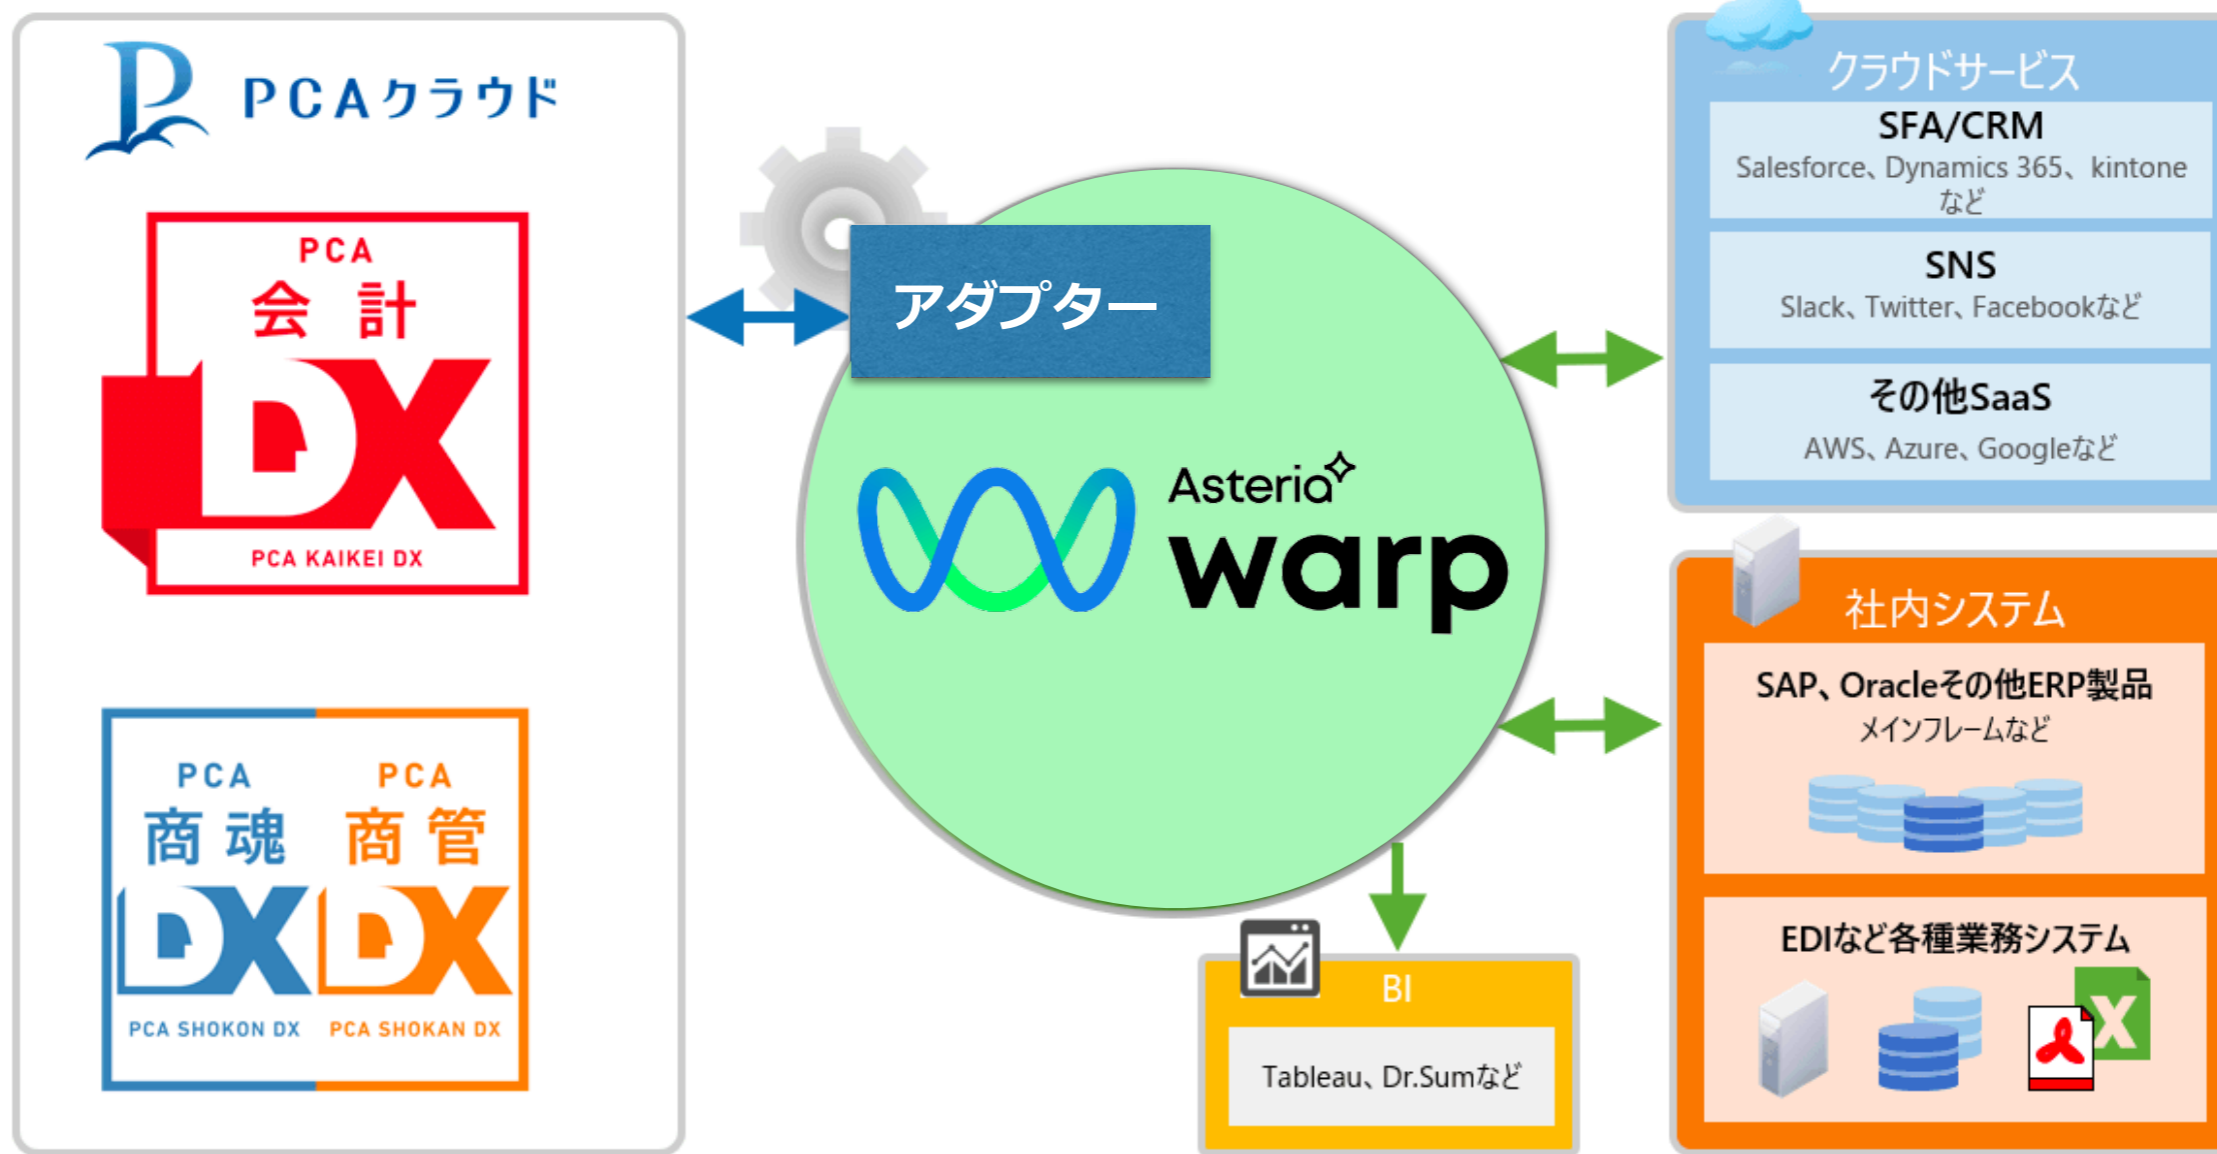 PCAクラウド
PCA
会計
DX
PCA KAIKEI DX
PCA
商魂
DX
PCA SHOKON DX
PCA
商管
DX
PCA SHOKAN DX
アダプター
Asteria
warp
クラウドサービス
SFA/CRM
Salesforce、Dynamics 365、kintone
など
SNS
Slack、Twitter、Facebookなど
その他SaaS
AWS、Azure、Googleなど
社内システム
SAP、Oracleその他ERP製品
メインフレームなど
EDIなど各種業務システム
X
BI
Tableau、Dr.Sumなど